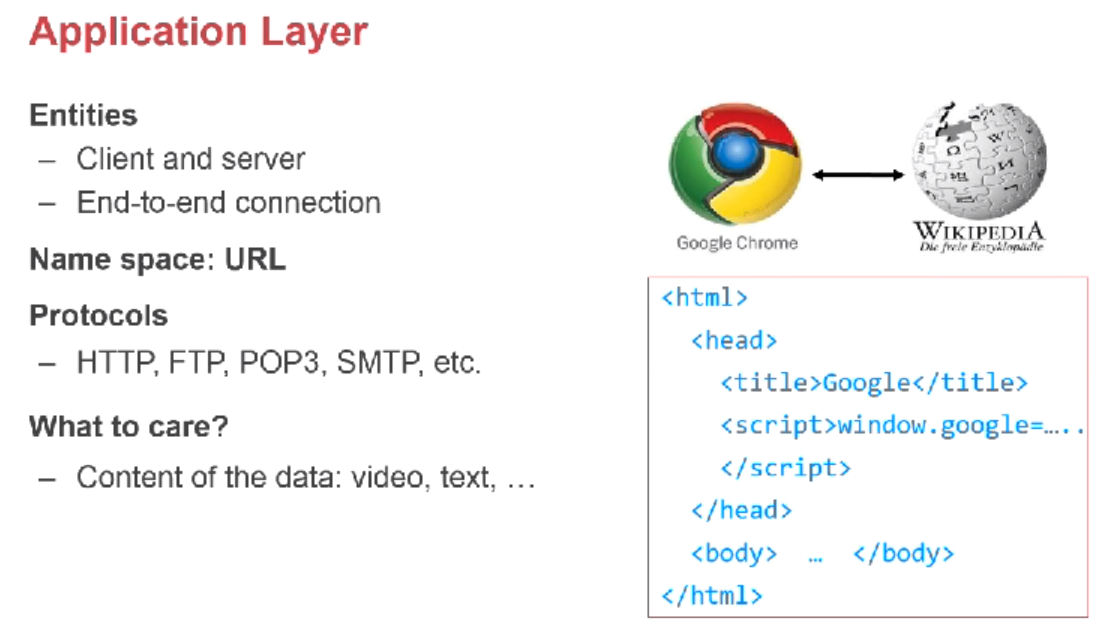 Application Layer
Entities
– Client and server
– End-to-end connection
Name space: URL
Protocols
– HTTP, FTP, POP3, SMTP, etc.
What to care?
– Content of the data: video, text, …
Google Chrome
WIKIPEDIA
Die freie Enzyklopädie
<html>
<head>
<title>Google</title>
<script>window.google=…..
</script>
</head>
<body> … </body>
</html>